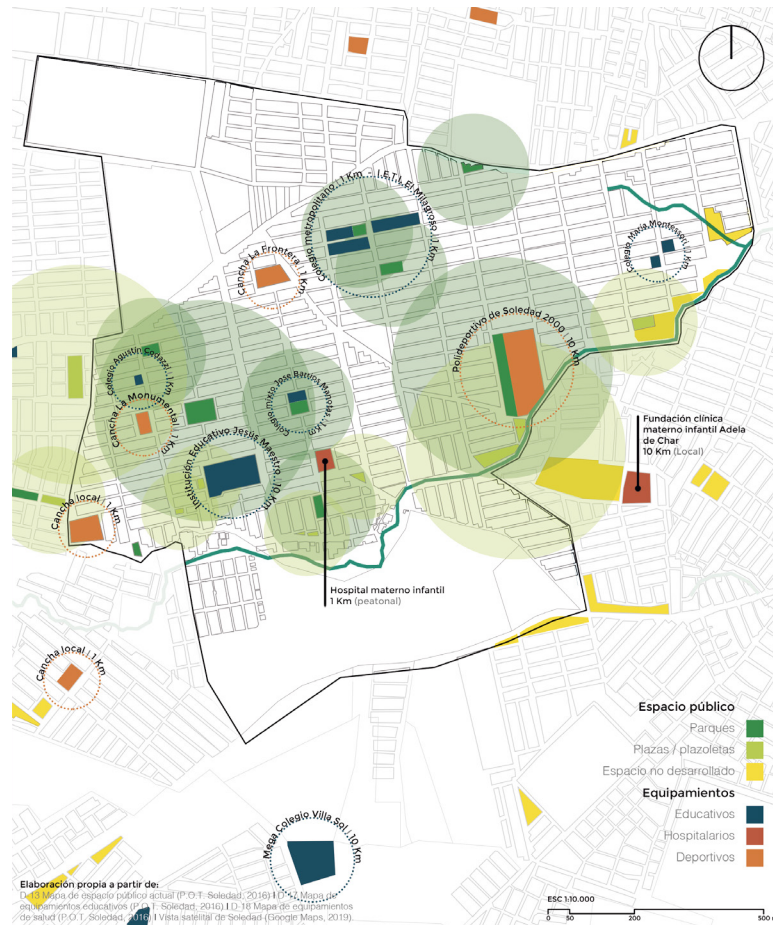 Colegio metropolitano | 1 Km - I.E.T.I. El Milagroso | 1 Km
Cancha La Frontera | 1 Km
Colegio María Montessori | 1 Km
Polideportivo de Soledad 2000 | 10 Km
Colegio Agustín Codazzi | 1 Km
Cancha La Monumental | 1 Km
Colegio mixto Jose Barrios Manotas | 1 Km
Institución Educativo Jesús Maestro | 10 Km
Cancha local | 1 Km
Fundación clínica
materno infantil Adela
de Char
10 Km (Local)
Hospital materno infantil
1 Km (peatonal)
Cancha local | 1 Km
Mega Colegio Villa Sol | 10 Km
Espacio público
Parques
Plazas / plazoletas
Espacio no desarrollado
Equipamientos
Educativos
Hospitalarios
Deportivos
Elaboración propia a partir de:
D-13 Mapa de espacio público actual (P.O.T. Soledad, 2016) | D-17 Mapa de
equipamientos educativos (P.O.T. Soledad, 2016) | D-18 Mapa de equipamientos
de salud (P.O.T. Soledad, 2016) | Vista satelital de Soledad (Google Maps, 2019).
ESC 1:10.000
0 50 200 500